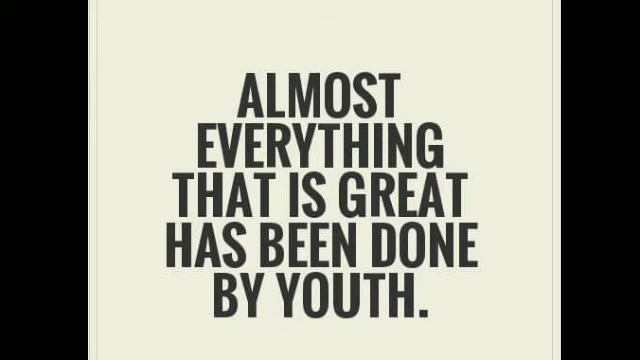 ALMOST
EVERYTHING
THAT IS GREAT
HAS BEEN DONE
BY YOUTH.